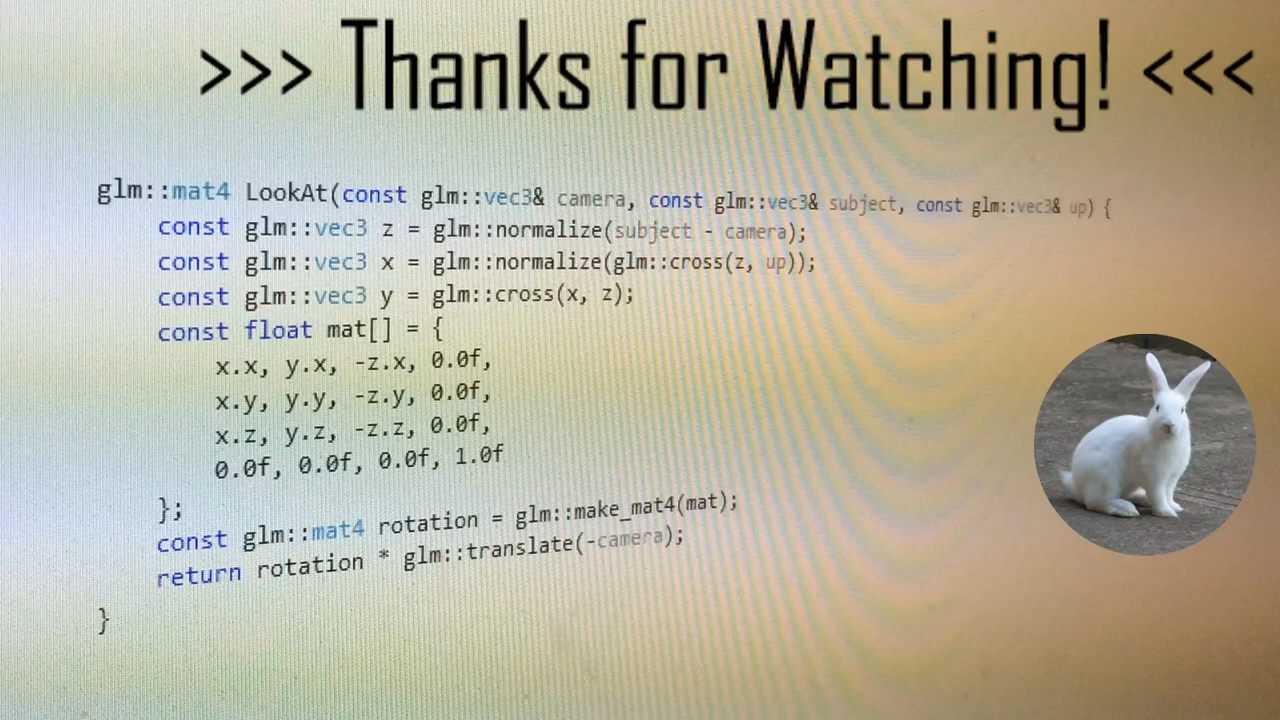 >>> Thanks for Watching! <<<
glm::mat4 LookAt(const glm::vec3& camera, const glm::vec3& subject, const glm::vec3& up) {
const glm::vec3 z = glm::normalize(subject - camera);
const glm::vec3 x = glm::normalize(glm::cross(z, up));
const glm::vec3 y = glm::cross(x, z);
const float mat[] = {
x.x, y.x, -z.x, 0.0f,
x.y, y.y, -z.y, 0.0f,
x.z, y.z, -z.z, 0.0f,
0.0f, 0.0f, 0.0f, 1.0f
};
const glm::mat4 rotation = glm::make_mat4(mat);
return rotation * glm::translate(-camera);
}